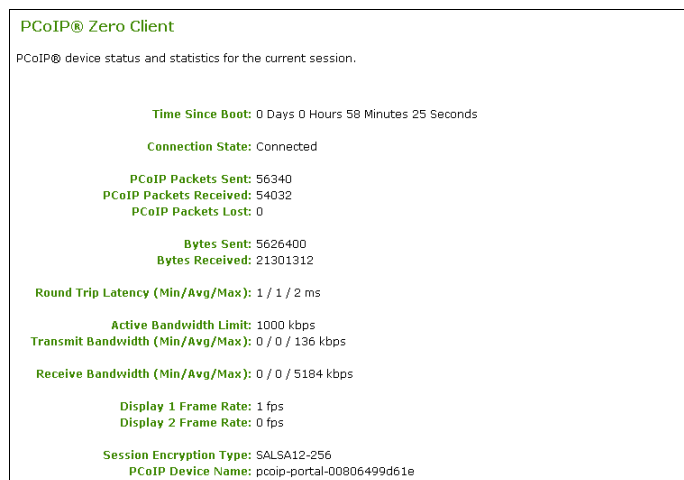 PCoIP® Zero Client
PCoIP® device status and statistics for the current session.
Time Since Boot: 0 Days 0 Hours 58 Minutes 25 Seconds
Connection State: Connected
PCoIP Packets Sent: 56340
PCoIP Packets Received: 54032
PCoIP Packets Lost: 0
Bytes Sent: 5626400
Bytes Received: 21301312
Round Trip Latency (Min/Avg/Max): 1 / 1 / 2 ms
Active Bandwidth Limit: 1000 kbps
Transmit Bandwidth (Min/Avg/Max): 0 / 0 / 136 kbps
Receive Bandwidth (Min/Avg/Max): 0 / 0 / 5184 kbps
Display 1 Frame Rate: 1 fps
Display 2 Frame Rate: 0 fps
Session Encryption Type: SALSA12-256
PCoIP Device Name: pcoip-portal-00806499d61e